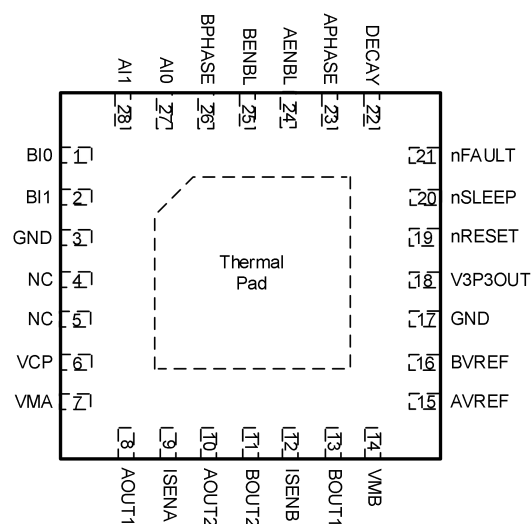 AI1
AI0
BPHASE
BENBL
AENBL
APHASE
DECAY
28
27
26
25
24
23
22
BI0 1
BI1 2
GND 3
NC 4
NC 5
VCP 6
VMA 7
21 nFAULT
20 nSLEEP
19 nRESET
18 V3P3OUT
17 GND
16 BVREF
15 AVREF
Thermal
Pad
8
9
10
11
12
13
14
AOUT1
ISENA
AOUT2
BOUT2
ISENB
BOUT1
VMB